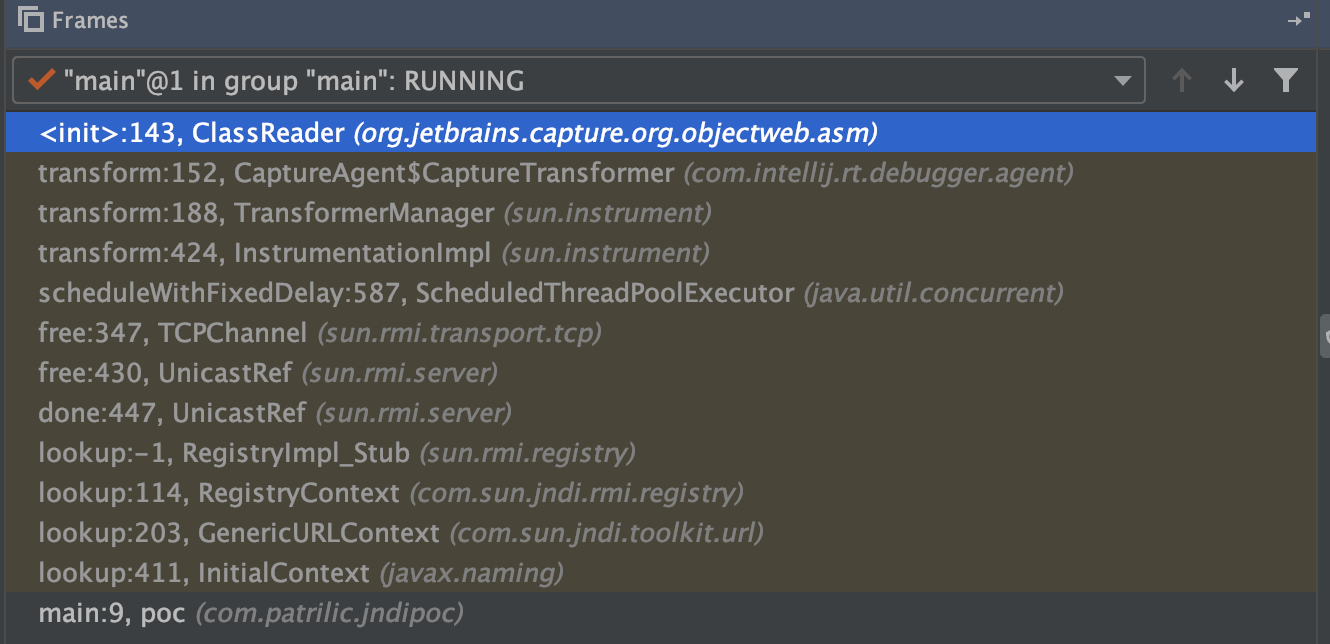 Frames
"main"@1 in group "main": RUNNING
<init>:143, ClassReader (org.jetbrains.capture.org.objectweb.asm)
transform:152, CaptureAgent$CaptureTransformer (com.intellij.rt.debugger.agent)
transform:188, TransformerManager (sun.instrument)
transform:424, InstrumentationImpl (sun.instrument)
scheduleWithFixedDelay:587, ScheduledThreadPoolExecutor (java.util.concurrent)
free:347, TCPChannel (sun.rmi.transport.tcp)
free:430, UnicastRef (sun.rmi.server)
done:447, UnicastRef (sun.rmi.server)
lookup:-1, RegistryImpl_Stub (sun.rmi.registry)
lookup:114, RegistryContext (com.sun.jndi.rmi.registry)
lookup:203, GenericURLContext (com.sun.jndi.toolkit.url)
lookup:411, InitialContext (javax.naming)
main:9, poc (com.patrilic.jndipoc)